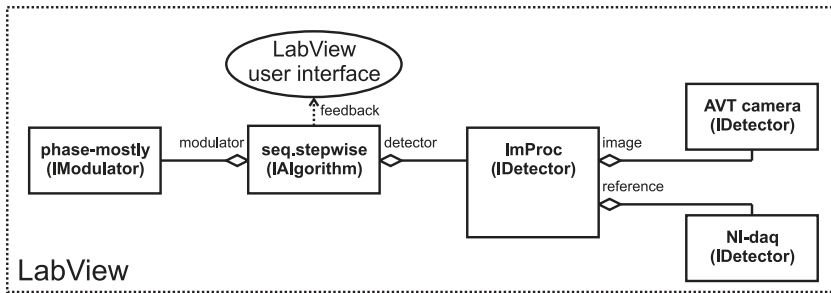 LabView
user interface
feedback
phase-mostly
(IModulator)
modulator
seq.stepwise
(IAlgorithm)
detector
ImProc
(IDetector)
image
AVT camera
(IDetector)
reference
NI-daq
(IDetector)
LabView